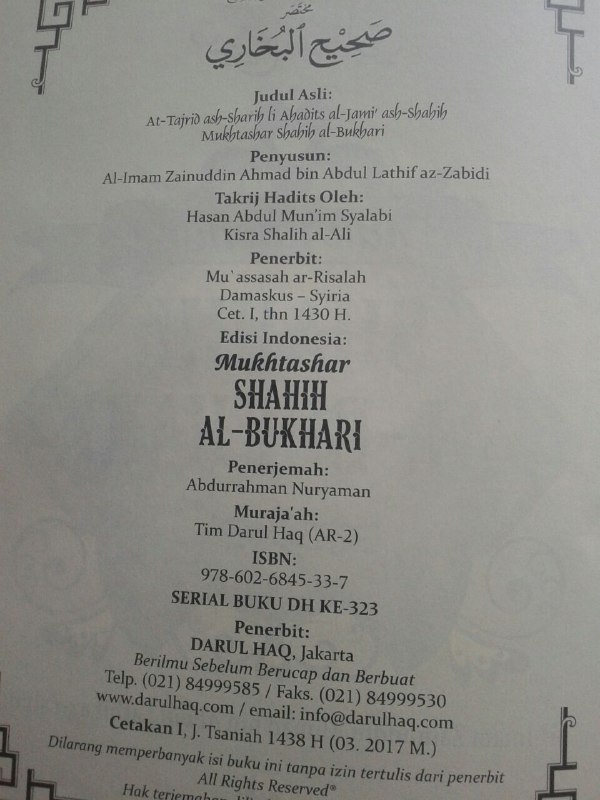 مختصر
صَحِيْح البُخَارِي
Judul Asli:
At-Tajrid ash-Sharih li Ahadits al-Jami' ash-Shahih
Mukhtashar Shahih al-Bukhari
Penyusun:
Al-Imam Zainuddin Ahmad bin Abdul Lathif az-Zabidi
Takrij Hadits Oleh:
Hasan Abdul Mun'im Syalabi
Kisra Shalih al-Ali
Penerbit:
Mu`assasah ar-Risalah
Damaskus – Syiria
Cet. I, thn 1430 H.
Edisi Indonesia:
Mukhtashar
SHAHIH
AL-BUKHARI
Penerjemah:
Abdurrahman Nuryaman
Muraja'ah:
Tim Darul Haq (AR-2)
ISBN:
978-602-6845-33-7
SERIAL BUKU DH KE-323
Penerbit:
DARUL HAQ, Jakarta
Berilmu Sebelum Berucap dan Berbuat
Telp. (021) 84999585 / Faks. (021) 84999530
www.darulhaq.com / email: info@darulhaq.com
Cetakan I, J. Tsaniah 1438 H (03. 2017 M.)
Dilarang memperbanyak isi buku ini tanpa izin tertulis dari penerbit
All Rights Reserved®
Hak terjemahan